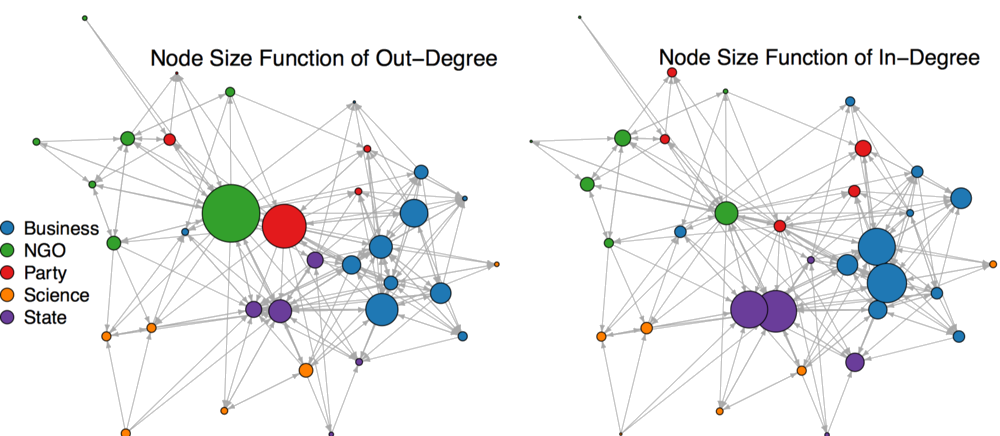 Node Size Function of Out−Degree
Node Size Function of In−Degree
Business
NGO
Party
Science
State